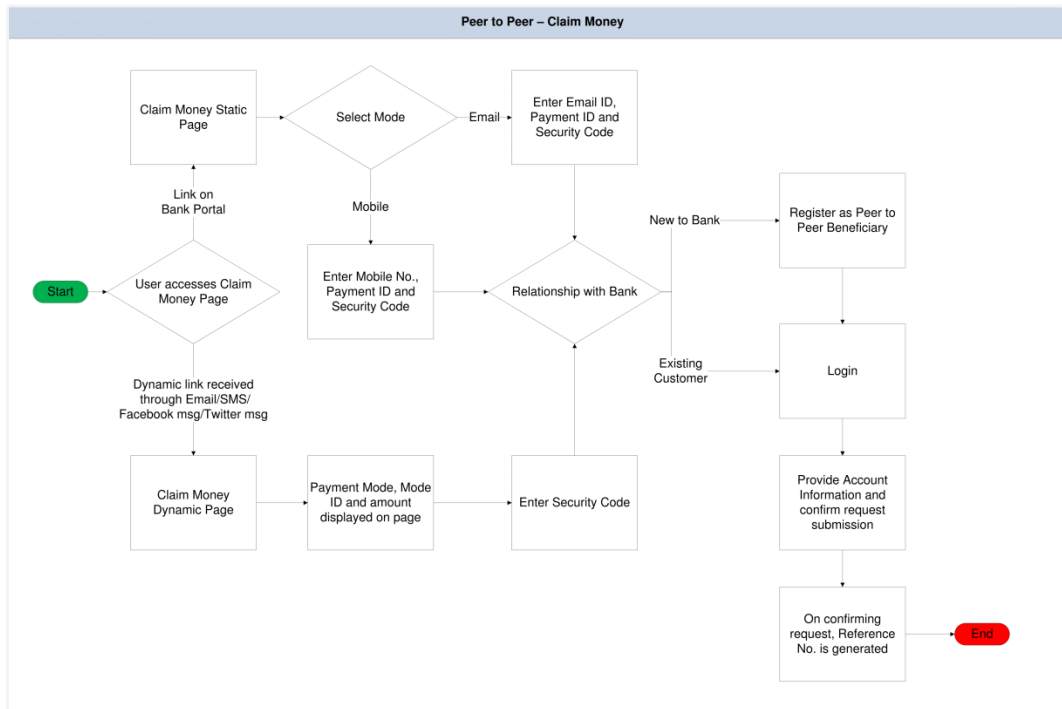 Peer to Peer – Claim Money
Claim Money Static
Page
Select Mode
Email
Enter Email ID,
Payment ID and
Security Code
Link on
Bank Portal
Mobile
New to Bank
Register as Peer to
Peer Beneficiary
Start
User accesses Claim
Money Page
Enter Mobile No.,
Payment ID and
Security Code
Relationship with Bank
Existing
Customer
Login
Dynamic link received
through Email/SMS/
Facebook msg/Twitter msg
Claim Money
Dynamic Page
Payment Mode, Mode
ID and amount
displayed on page
Enter Security Code
Provide Account
Information and
confirm request
submission
On confirming
request, Reference
No. is generated
End